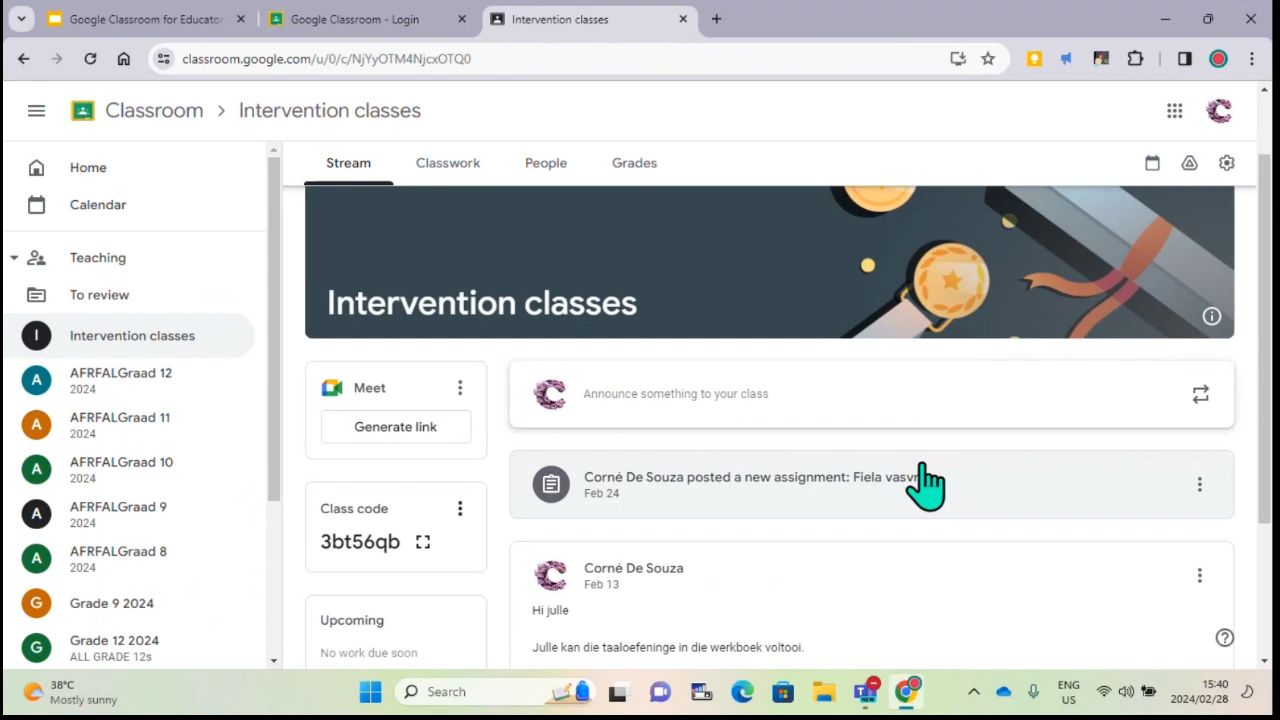 Google Classroom for Educator
Google Classroom - Login
Intervention classes
classroom.google.com/u/0/c/NjYyOTM4NjcxOTQ0
Classroom > Intervention classes
Home
Calendar
Teaching
To review
I Intervention classes
A AFRFALGraad 12
2024
A AFRFALGraad 11
2024
A AFRFALGraad 10
2024
A AFRFALGraad 9
2024
A AFRFALGraad 8
2024
G Grade 9 2024
G Grade 12 2024
ALL GRADE 12s
Stream Classwork People Grades
Intervention classes
Meet
Generate link
Class code
3bt56qb
Upcoming
No work due soon
Announce something to your class
Corné De Souza posted a new assignment: Fiela
Feb 24
Corné De Souza
Feb 13
Hi julle
Julle kan die taaloefeninge in die werkboek voltooi.
38°C
Mostly sunny
Search
NEW
ENG
US
15:40
2024/02/28